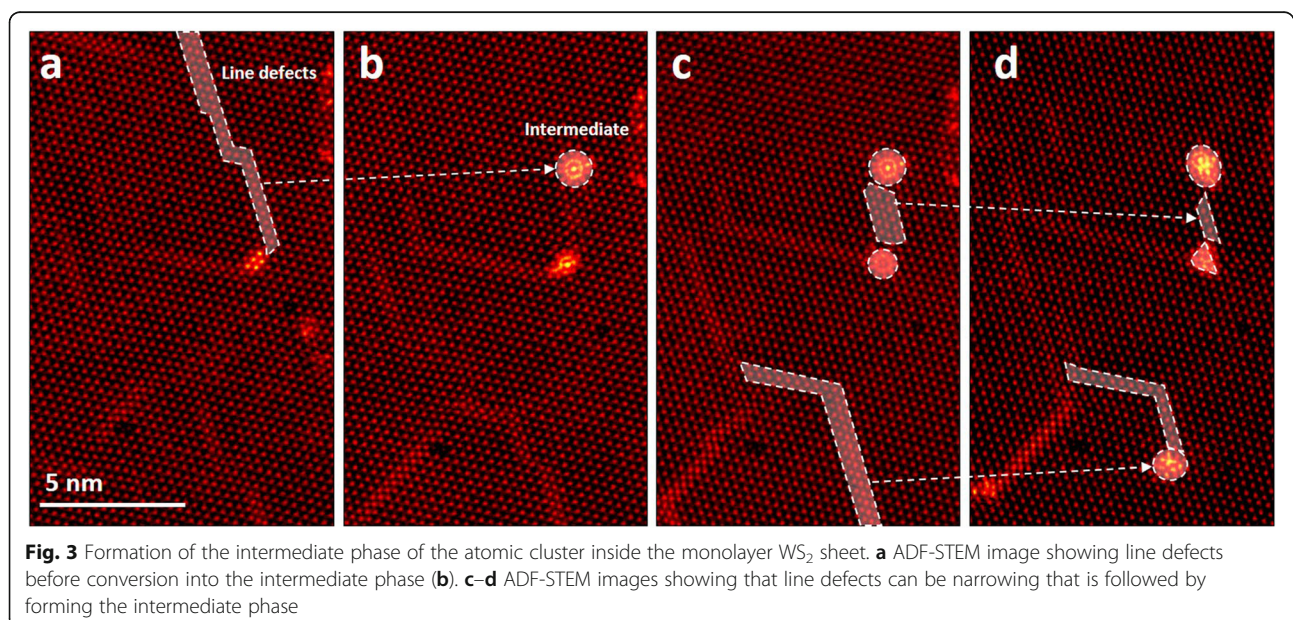 a
Line defects
b
Intermediate
c
d
5 nm
Fig. 3 Formation of the intermediate phase of the atomic cluster inside the monolayer WS₂ sheet. a ADF-STEM image showing line defects
before conversion into the intermediate phase (b). c–d ADF-STEM images showing that line defects can be narrowing that is followed by
forming the intermediate phase